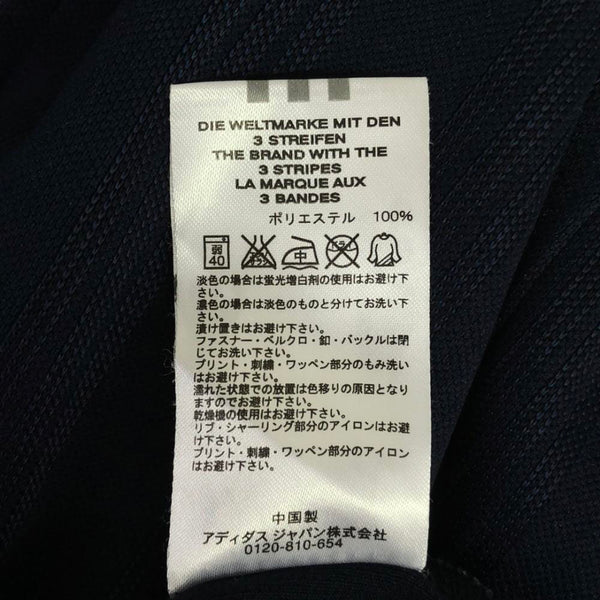 DIE WELTMARKE MIT DEN
3 STREIFEN
THE BRAND WITH THE
3 STRIPES
LA MARQUE AUX
3 BANDES
ポリエステル 100%
弱
40
中
ドライ
淡色の場合は蛍光増白剤の使用はお避け下
さい。
濃色の場合は淡色のものと分けてお洗い下
さい。
漬け置きはお避け下さい。
ファスナー・ベルクロ・釦・バックルは閉
じてお洗い下さい。
プリント・刺繍・ワッペン部分のもみ洗い
はお避け下さい。
濡れた状態での放置は色移りの原因となり
ますのでお避け下さい。
乾燥機の使用はお避け下さい。
リブ・シャーリング部分のアイロンはお避
け下さい。
プリント・刺繍・ワッペン部分のアイロン
はお避け下さい。
中国製
アディダス ジャパン株式会社
0120-810-654